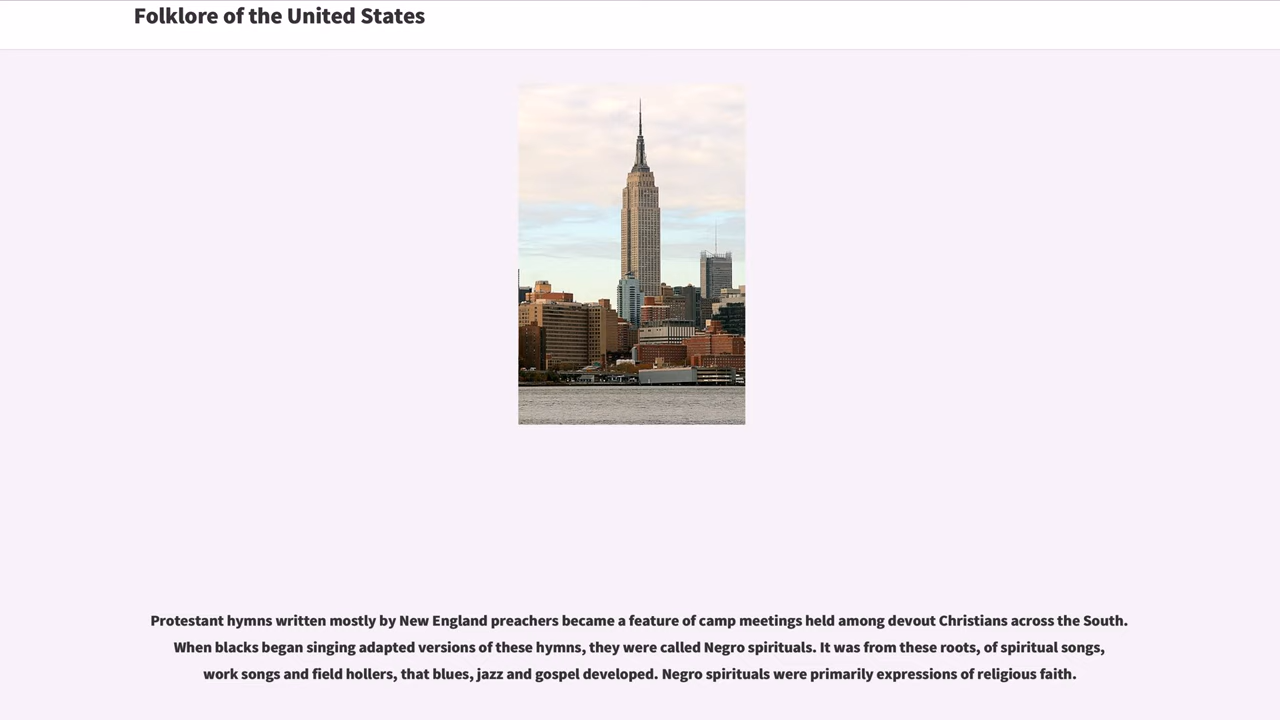 Folklore of the United States
Protestant hymns written mostly by New England preachers became a feature of camp meetings held among devout Christians across the South.
When blacks began singing adapted versions of these hymns, they were called Negro spirituals. It was from these roots, of spiritual songs,
work songs and field hollers, that blues, jazz and gospel developed. Negro spirituals were primarily expressions of religious faith.